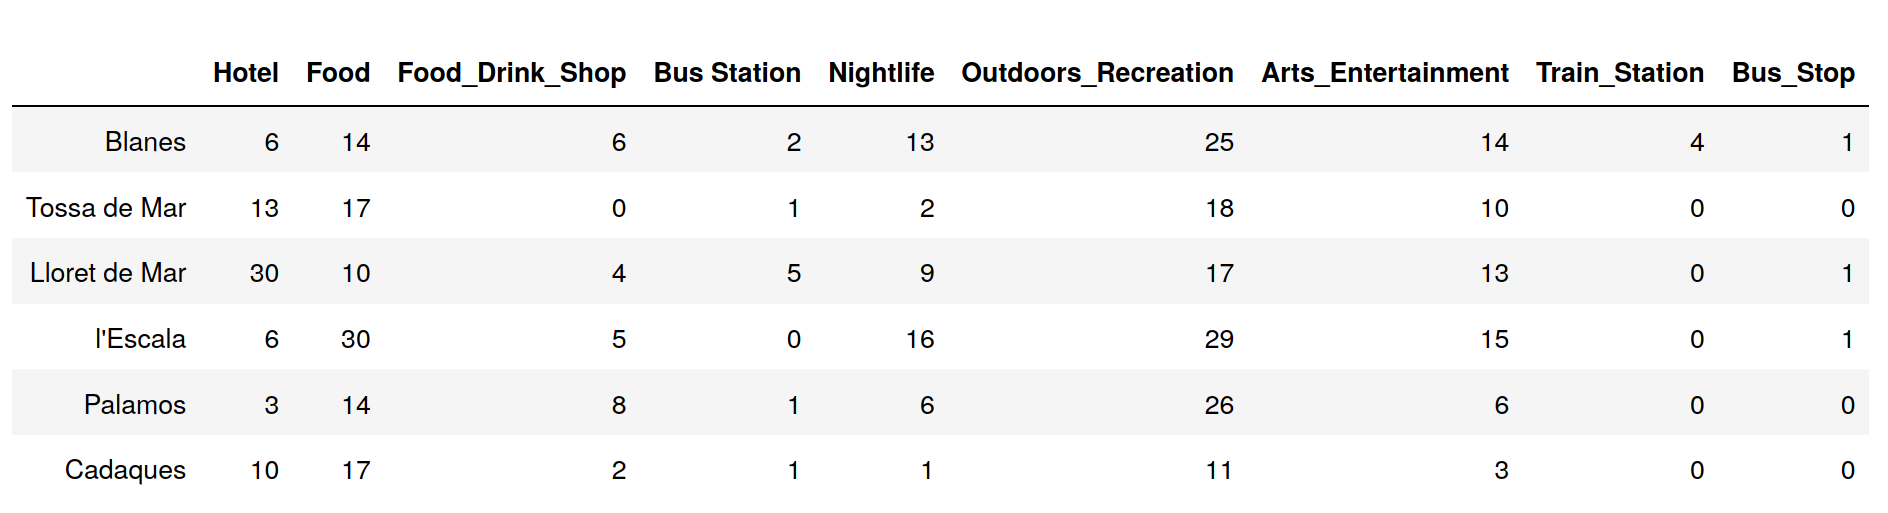 Hotel Food Food_Drink_Shop Bus Station Nightlife Outdoors_Recreation Arts_Entertainment Train_Station Bus_Stop
Blanes 6 14 6 2 13 25 14 4 1
Tossa de Mar 13 17 0 1 2 18 10 0 0
Lloret de Mar 30 10 4 5 9 17 13 0 1
l'Escala 6 30 5 0 16 29 15 0 1
Palamos 3 14 8 1 6 26 6 0 0
Cadaques 10 17 2 1 1 11 3 0 0